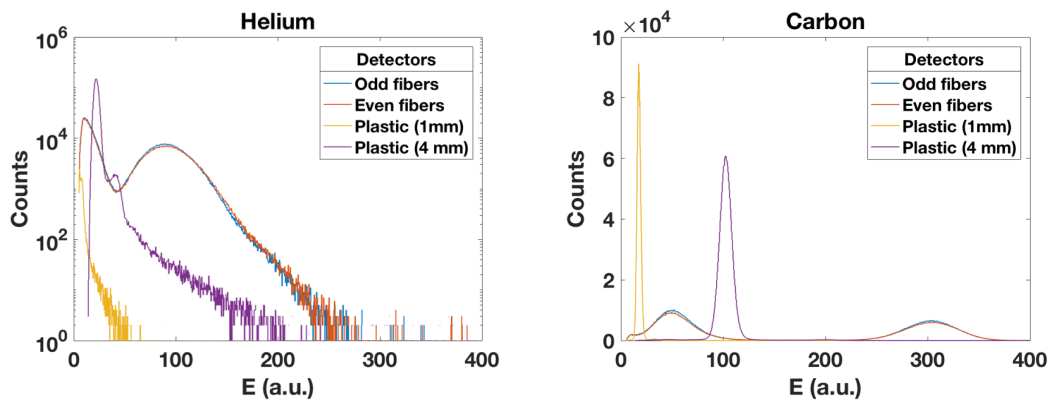 Helium
10^6
10^4
10^2
10^0
Counts
0 100 200 300 400
E (a.u.)
Detectors
Odd fibers
Even fibers
Plastic (1mm)
Plastic (4 mm)
Carbon
×10^4
10
8
6
4
2
0
Counts
0 100 200 300 400
E (a.u.)
Detectors
Odd fibers
Even fibers
Plastic (1mm)
Plastic (4 mm)